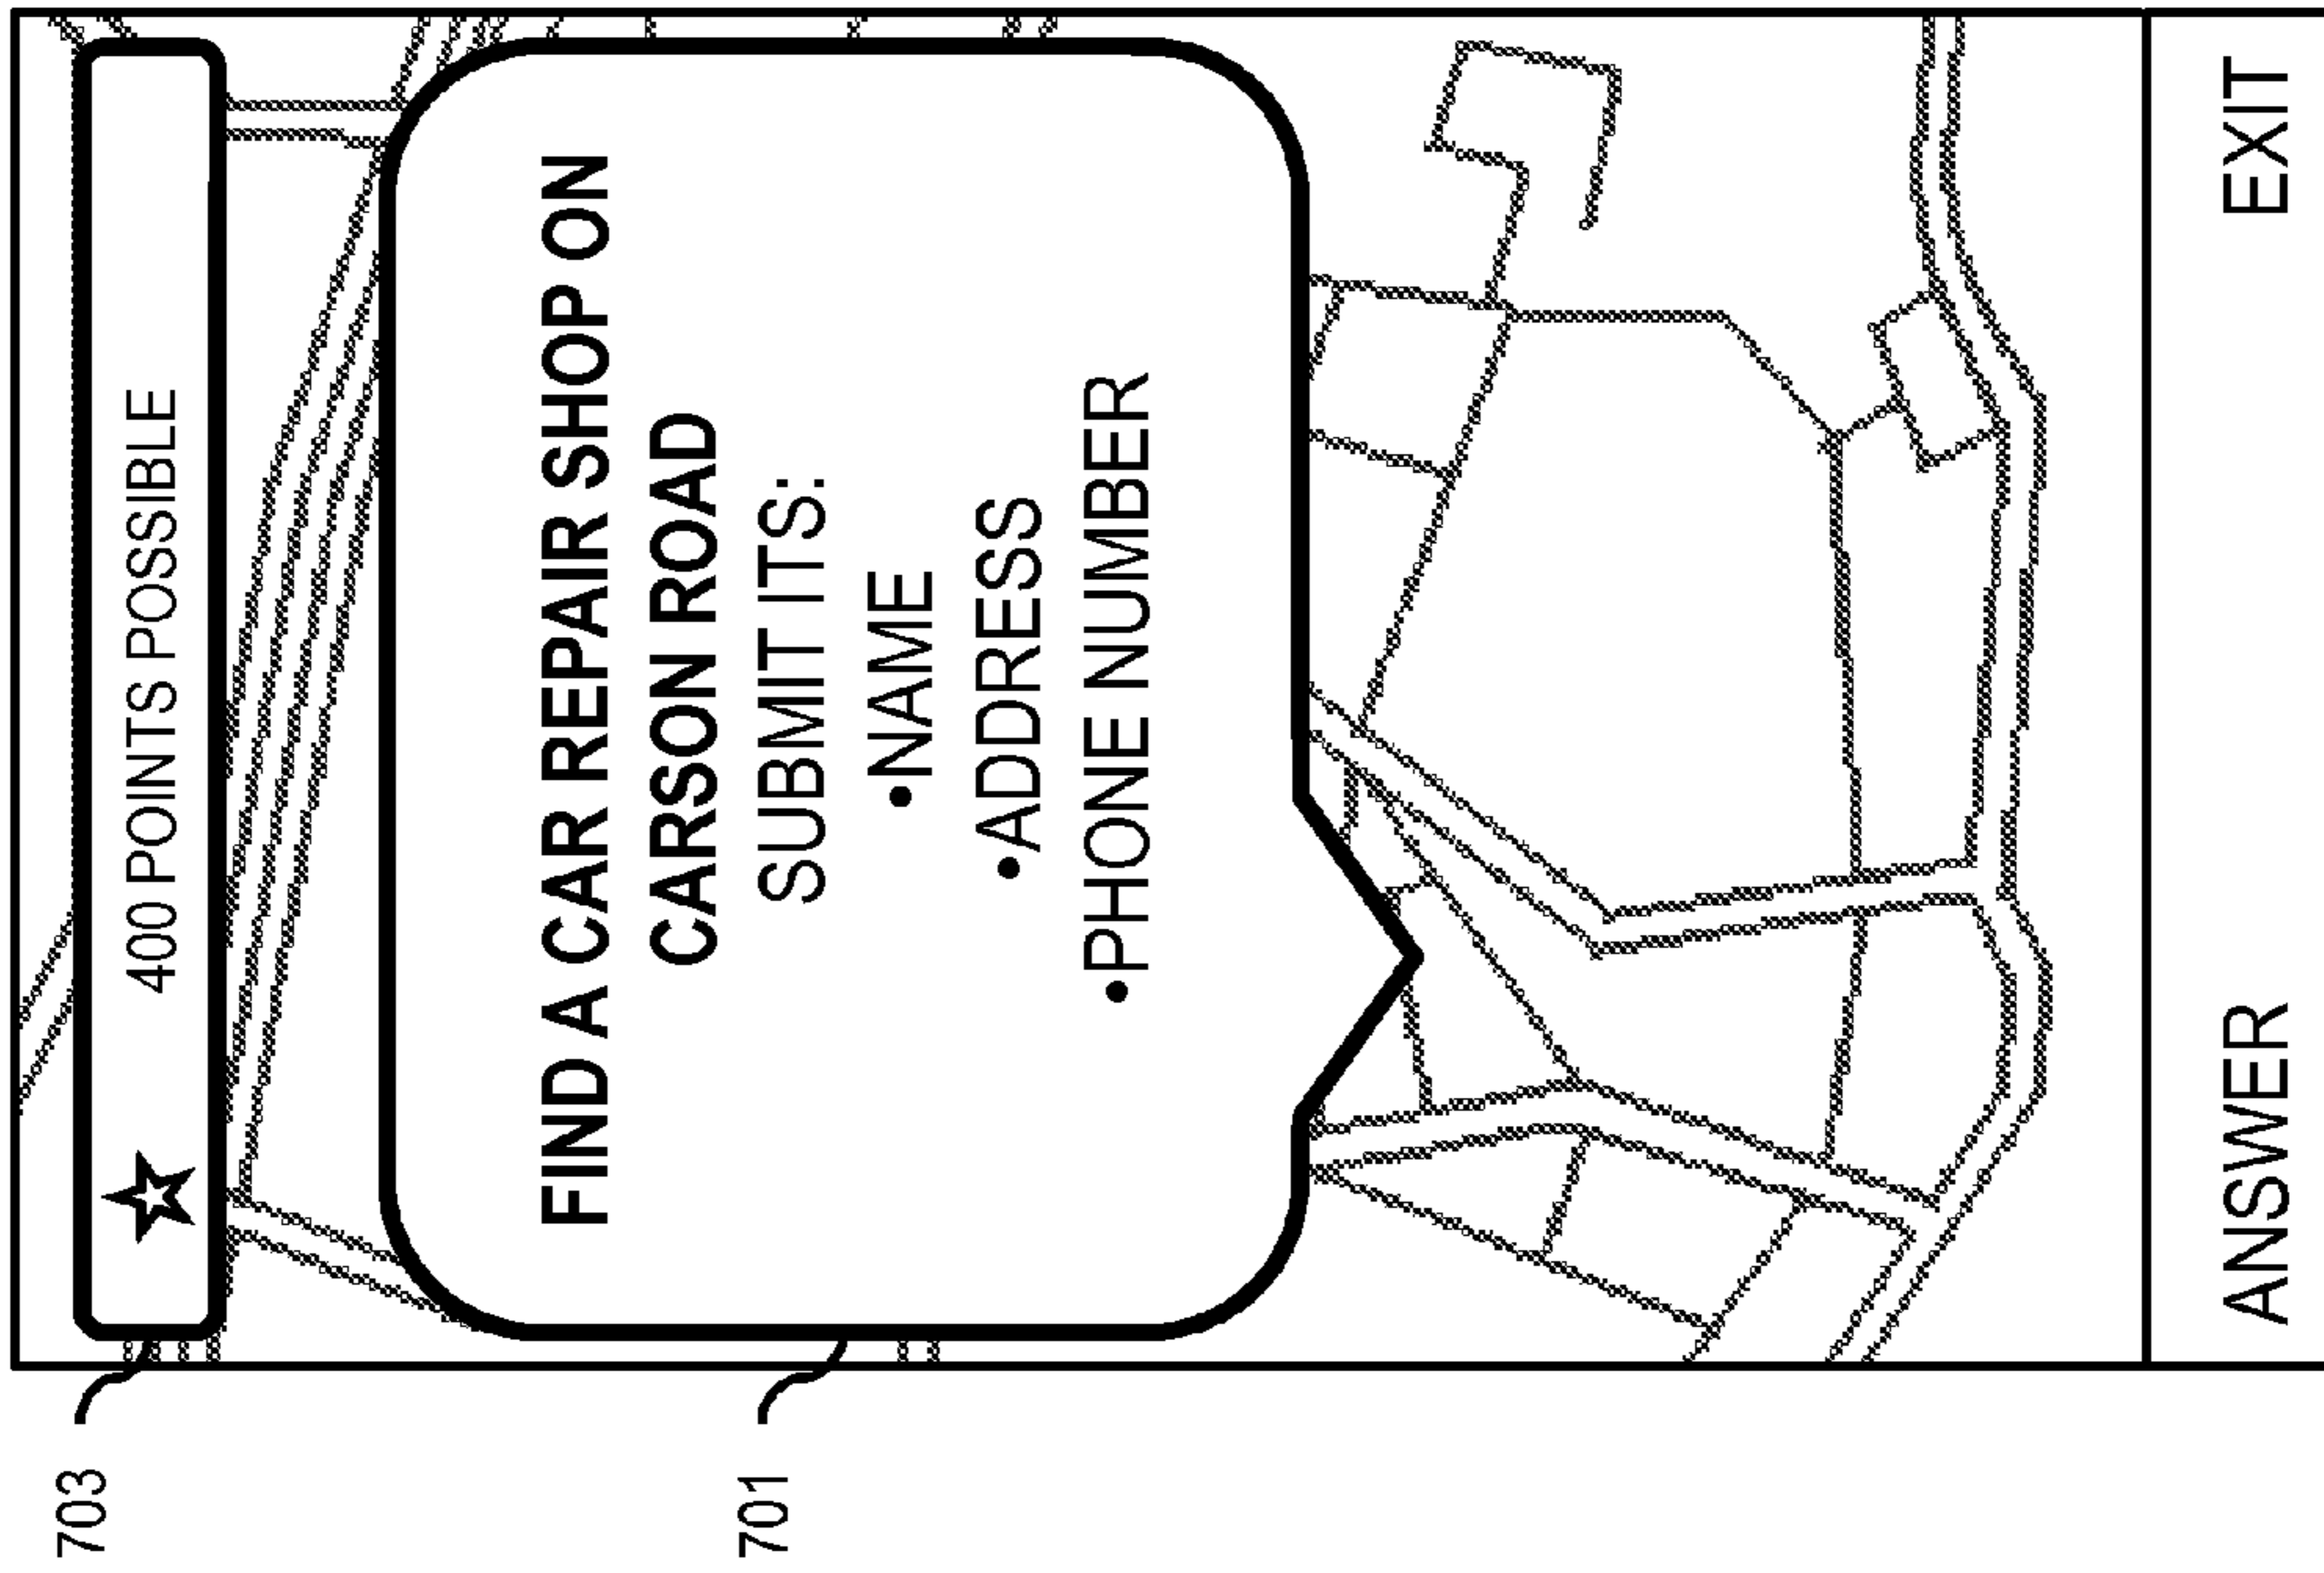 703
☆ 400 POINTS POSSIBLE
701
FIND A CAR REPAIR SHOP ON
CARSON ROAD
SUBMIT ITS:
•NAME
•ADDRESS
•PHONE NUMBER
ANSWER EXIT